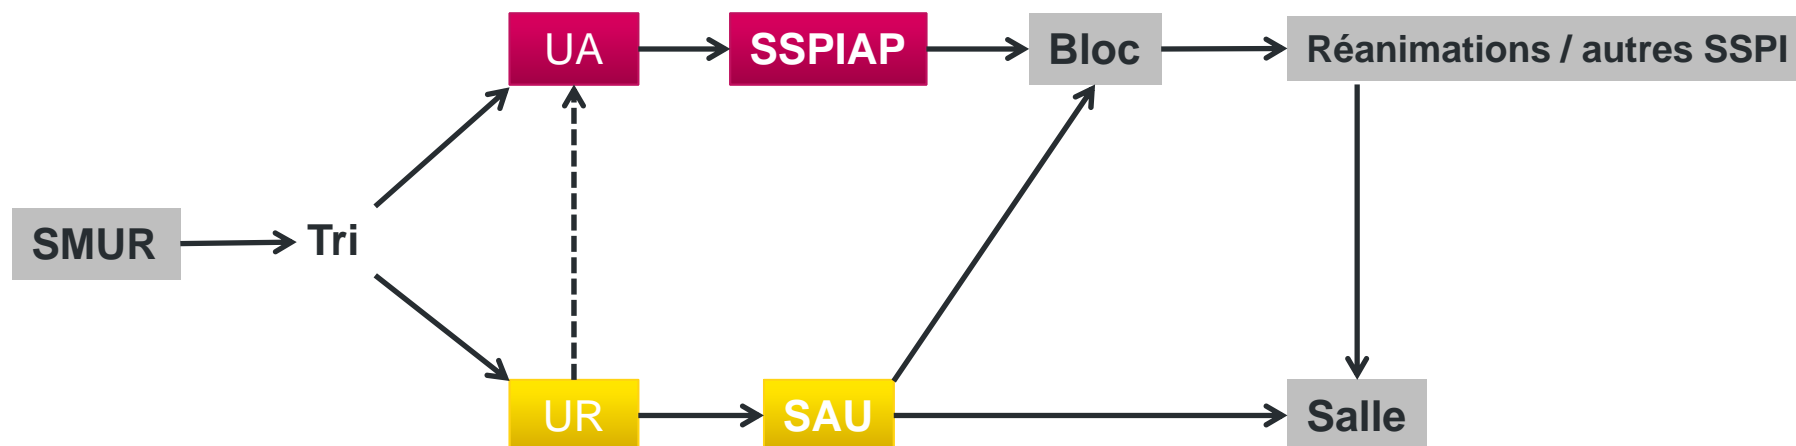 UA
SSPIAP
Bloc
Réanimations / autres SSPI
SMUR
Tri
UR
SAU
Salle